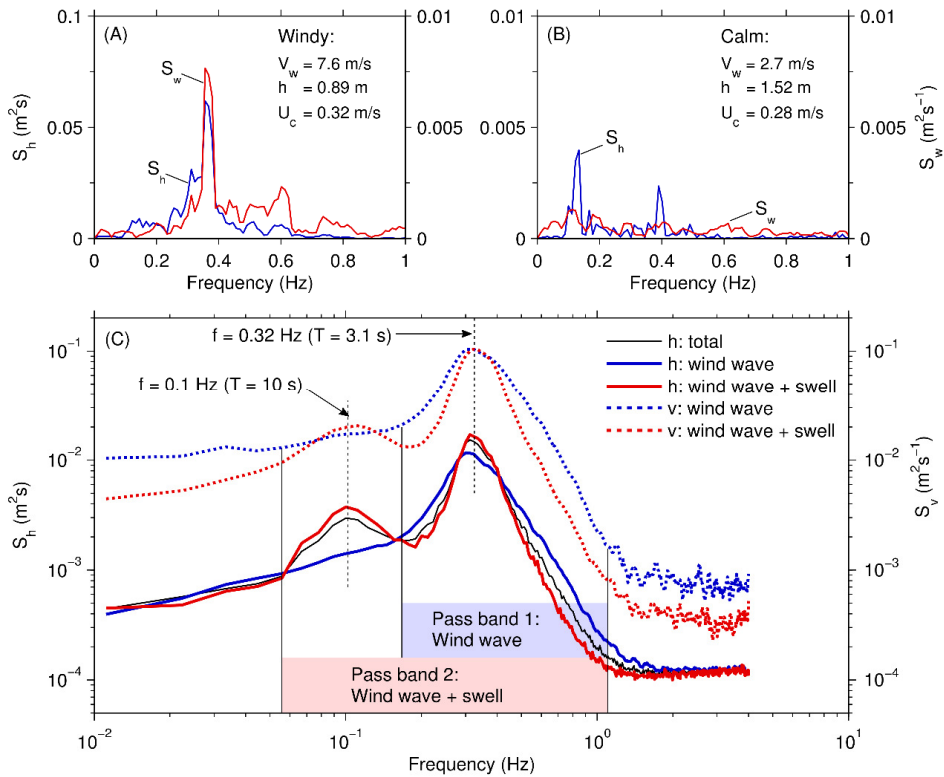 (A)
Windy:
V_w = 7.6 m/s
h = 0.89 m
U_c = 0.32 m/s
S_w
S_h
0.1
0.05
0
0.01
0.005
0
S_h (m²s)
0 0.2 0.4 0.6 0.8 1
Frequency (Hz)
(B)
Calm:
V_w = 2.7 m/s
h = 1.52 m
U_c = 0.28 m/s
S_h
S_w
0.01
0.005
0
0.01
0.005
0
S_w (m²s⁻¹)
0 0.2 0.4 0.6 0.8 1
Frequency (Hz)
(C)
f = 0.32 Hz (T = 3.1 s)
f = 0.1 Hz (T = 10 s)
h: total
h: wind wave
h: wind wave + swell
v: wind wave
v: wind wave + swell
Pass band 1:
Wind wave
Pass band 2:
Wind wave + swell
10⁻¹
10⁻²
10⁻³
10⁻⁴
S_h (m²s)
10⁻¹
10⁻²
10⁻³
10⁻⁴
S_v (m²s⁻¹)
10⁻² 10⁻¹ 10⁰ 10¹
Frequency (Hz)